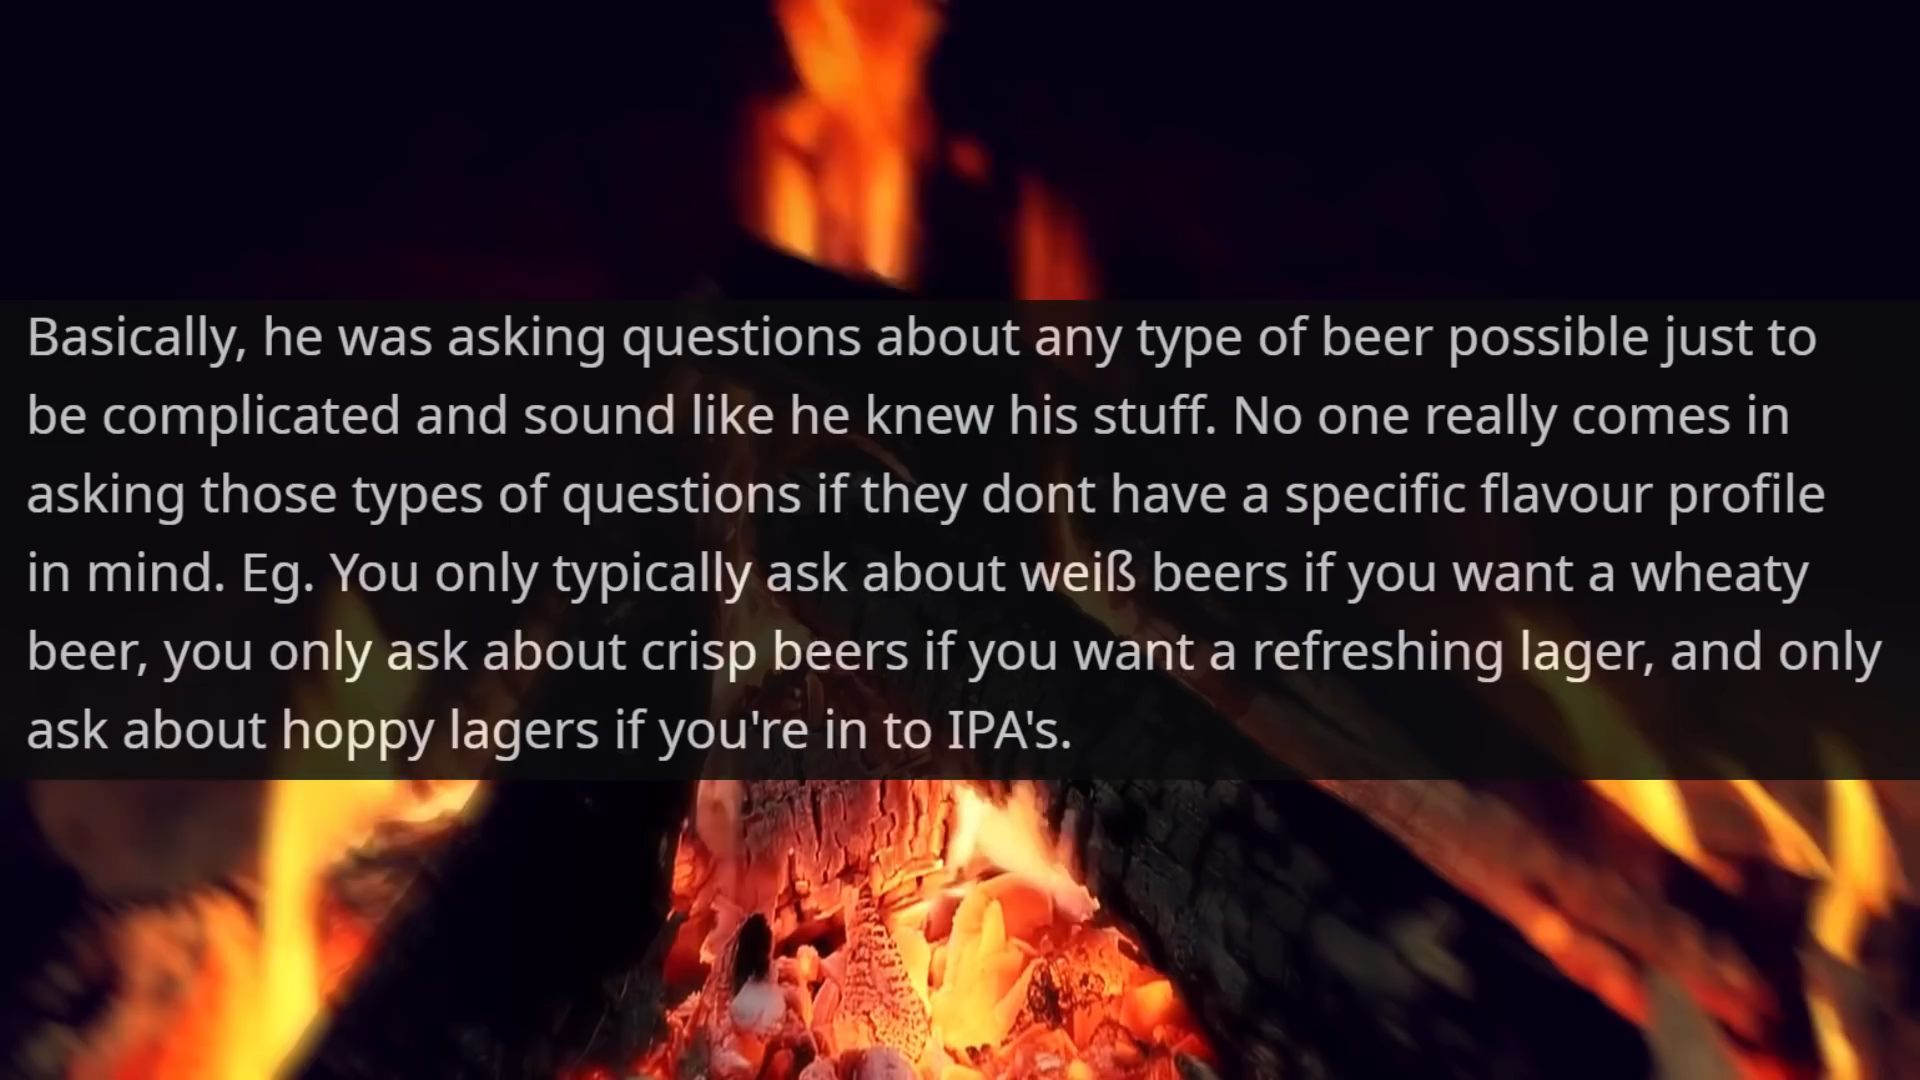 Basically, he was asking questions about any type of beer possible just to
be complicated and sound like he knew his stuff. No one really comes in
asking those types of questions if they dont have a specific flavour profile
in mind. Eg. You only typically ask about weiß beers if you want a wheaty
beer, you only ask about crisp beers if you want a refreshing lager, and only
ask about hoppy lagers if you're in to IPA's.